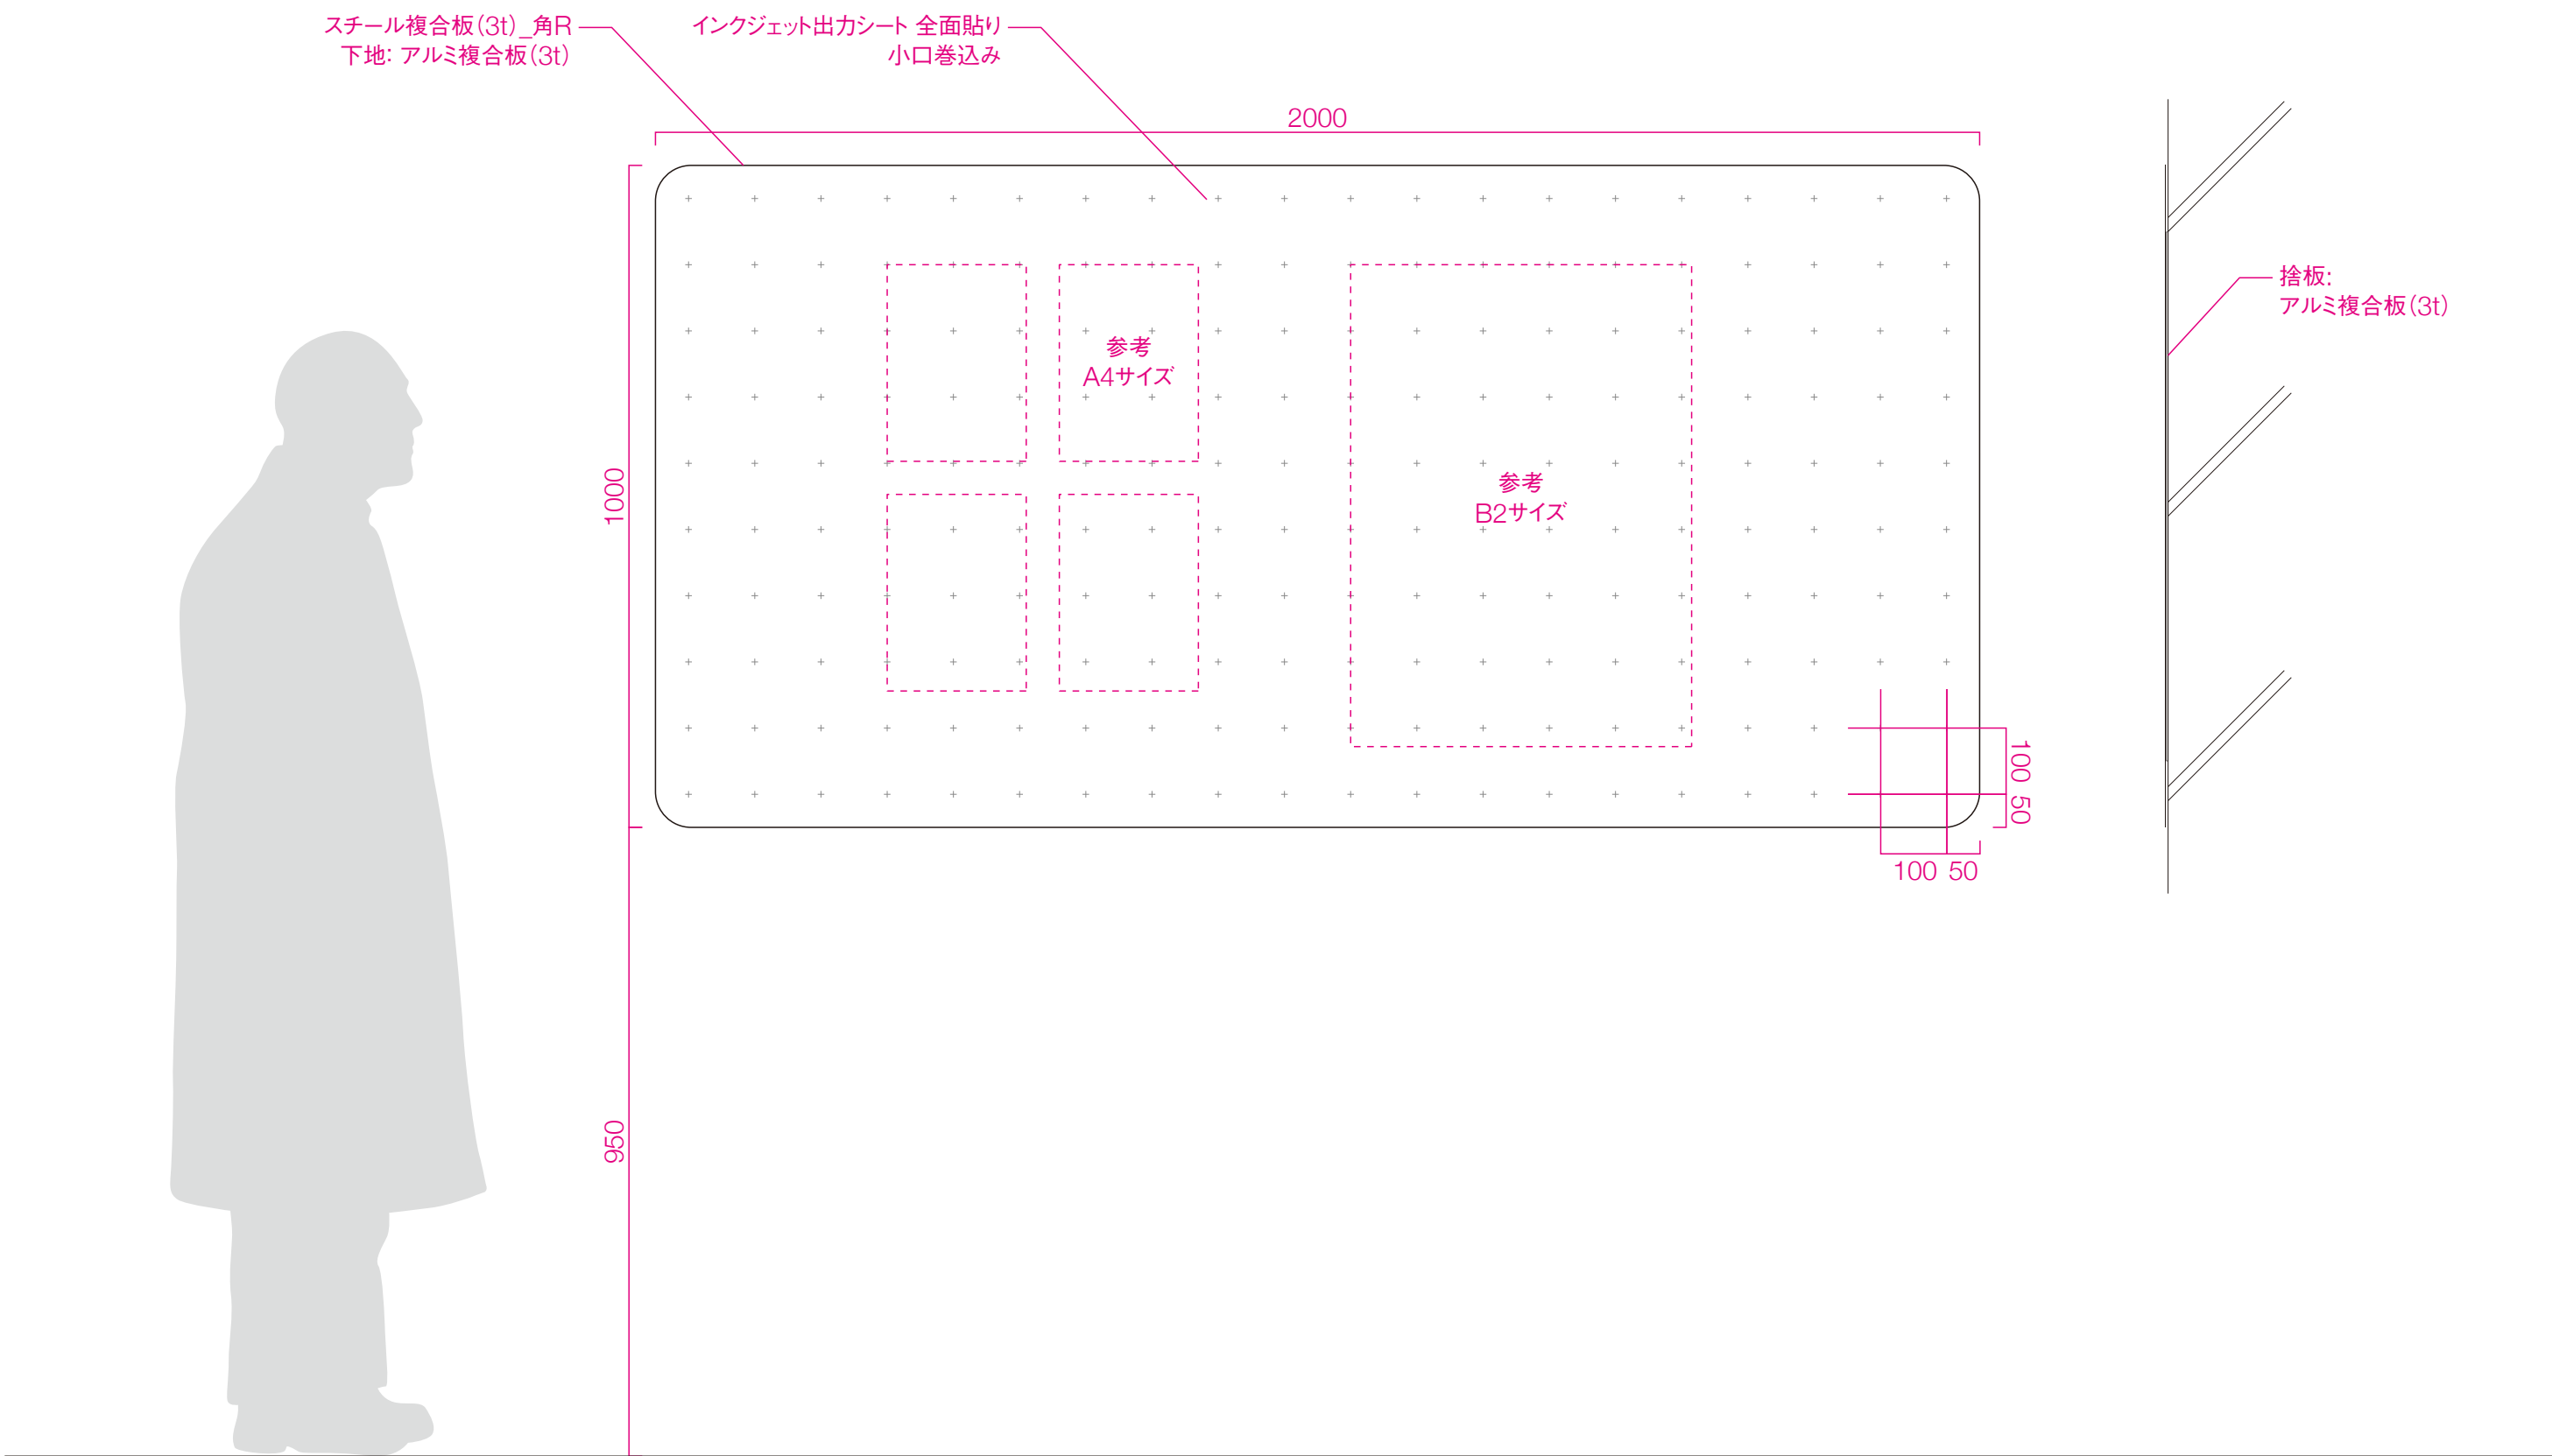 スチール複合板(3t)_角R
下地: アルミ複合板(3t)
インクジェット出力シート 全面貼り
小口巻込み
2000
捨板:
アルミ複合板(3t)
参考
A4サイズ
参考
B2サイズ
1000
100 50
100 50
950